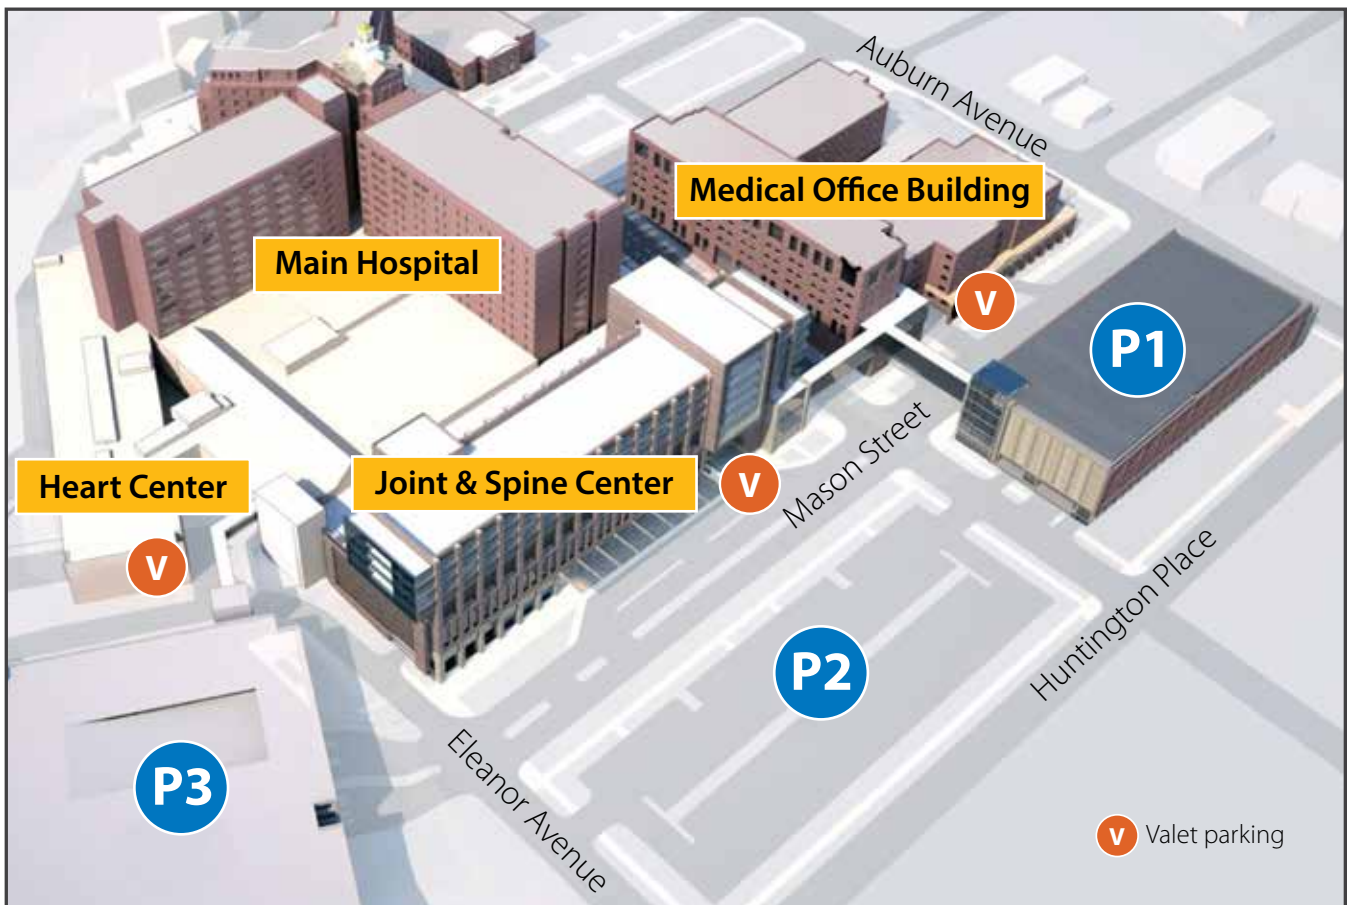 Auburn Avenue
Medical Office Building
Main Hospital
V
P1
Mason Street
Heart Center
Joint & Spine Center
V
V
Huntington Place
P2
P3
Eleanor Avenue
V Valet parking